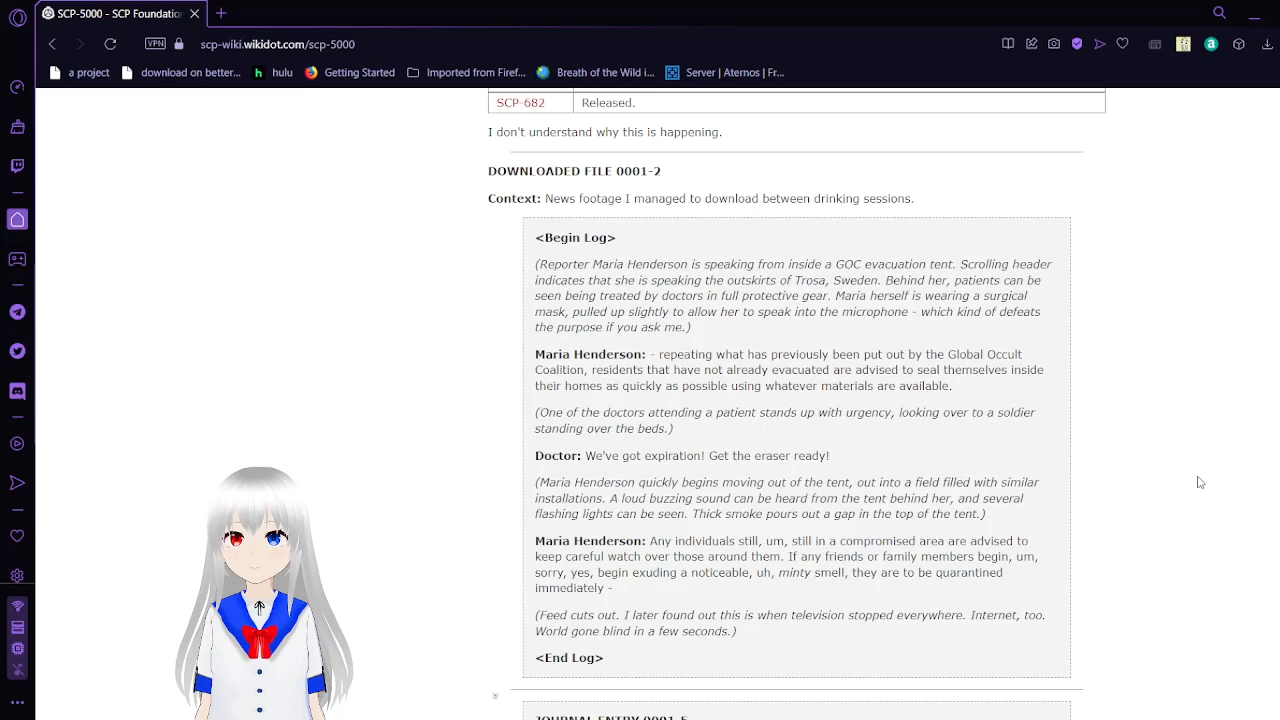 SCP-5000 - SCP Foundation
VPN
scp-wiki.wikidot.com/scp-5000
a project
download on better...
hulu
Getting Started
Imported from Firef...
Breath of the Wild i...
Server | Aternos | Fr...
SCP-682 Released.
I don't understand why this is happening.
DOWNLOADED FILE 0001-2
Context: News footage I managed to download between drinking sessions.
<Begin Log>
(Reporter Maria Henderson is speaking from inside a GOC evacuation tent. Scrolling header
indicates that she is speaking the outskirts of Trosa, Sweden. Behind her, patients can be
seen being treated by doctors in full protective gear. Maria herself is wearing a surgical
mask, pulled up slightly to allow her to speak into the microphone - which kind of defeats
the purpose if you ask me.)
Maria Henderson: - repeating what has previously been put out by the Global Occult
Coalition, residents that have not already evacuated are advised to seal themselves inside
their homes as quickly as possible using whatever materials are available.
(One of the doctors attending a patient stands up with urgency, looking over to a soldier
standing over the beds.)
Doctor: We've got expiration! Get the eraser ready!
(Maria Henderson quickly begins moving out of the tent, out into a field filled with similar
installations. A loud buzzing sound can be heard from the tent behind her, and several
flashing lights can be seen. Thick smoke pours out a gap in the top of the tent.)
Maria Henderson: Any individuals still, um, still in a compromised area are advised to
keep careful watch over those around them. If any friends or family members begin, um,
sorry, yes, begin exuding a noticeable, uh, minty smell, they are to be quarantined
immediately -
(Feed cuts out. I later found out this is when television stopped everywhere. Internet, too.
World gone blind in a few seconds.)
<End Log>
JOURNAL ENTRY 0001-5